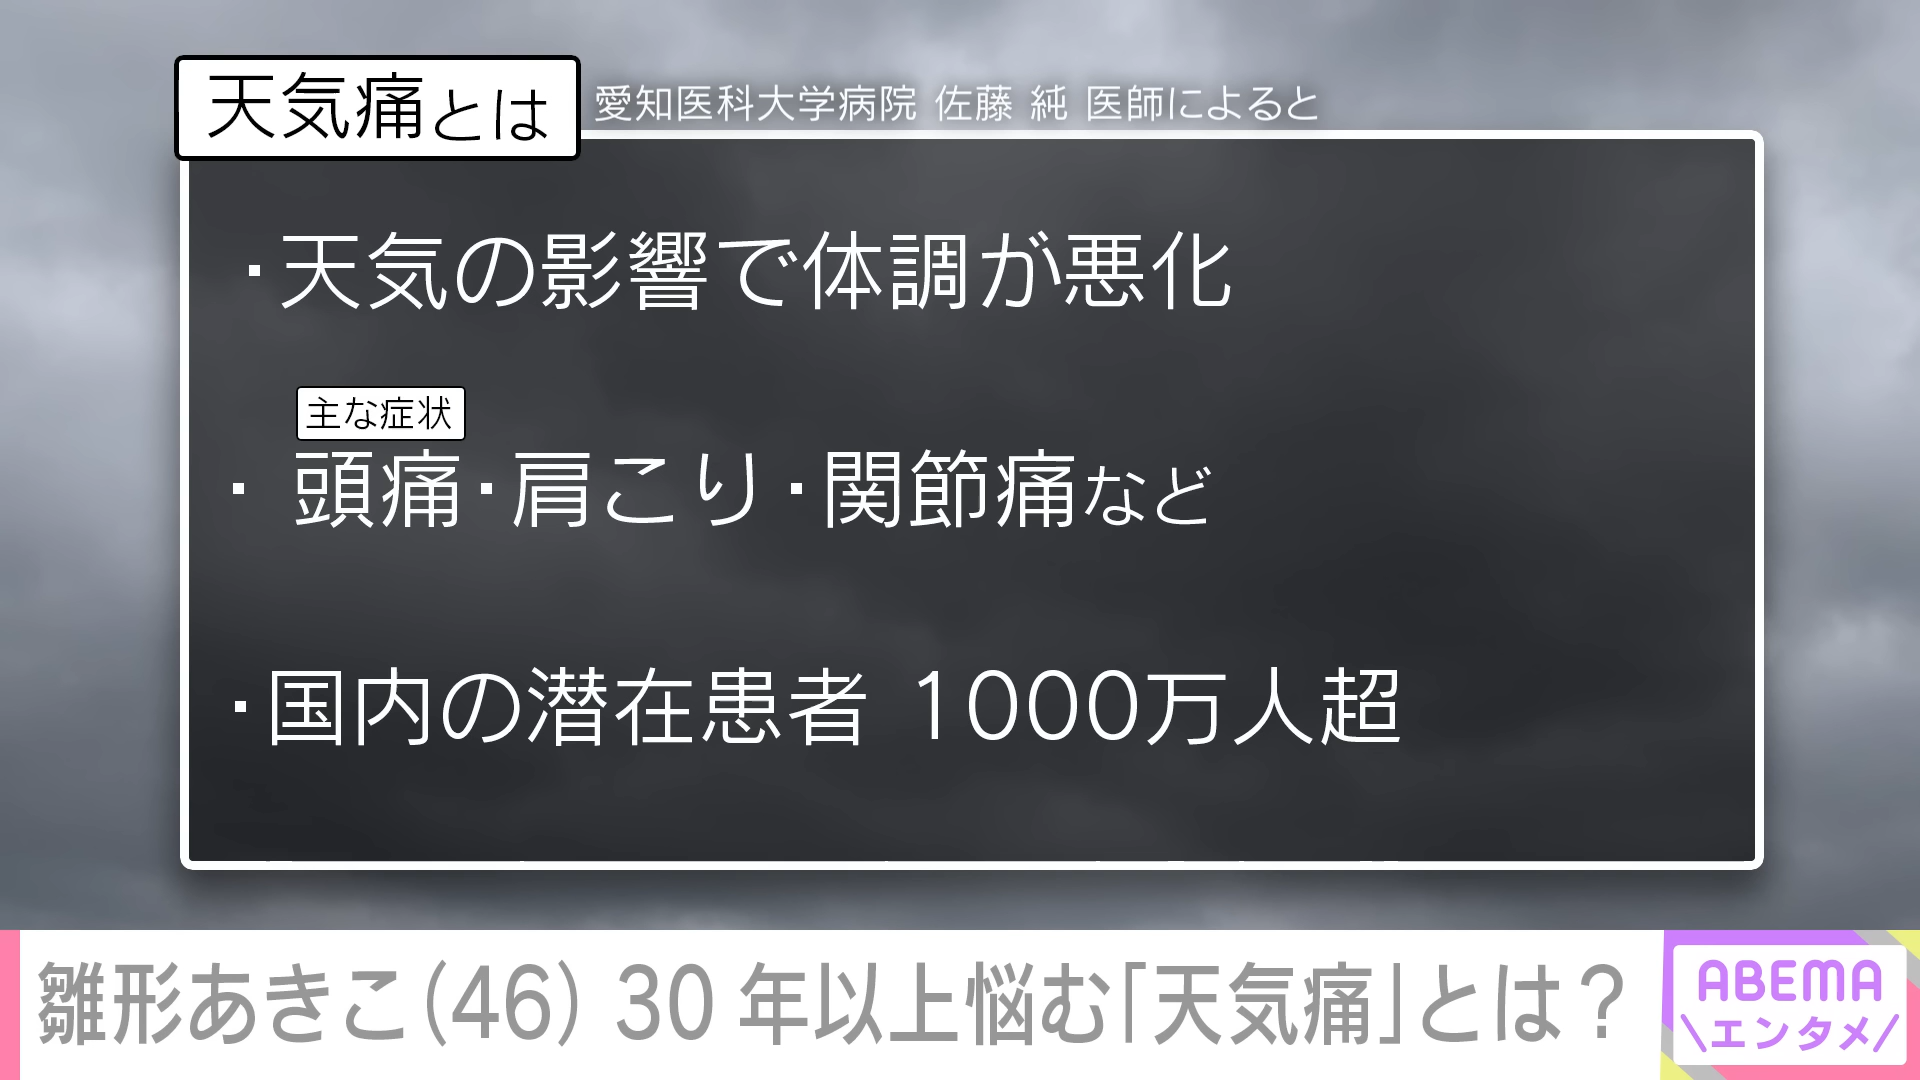 天気痛とは
愛知医科大学病院 佐藤 純 医師によると
・天気の影響で体調が悪化
主な症状
・ 頭痛・肩こり・関節痛など
・国内の潜在患者 1000万人超
雛形あきこ(46) 30年以上悩む「天気痛」とは?
ABEMA
\エンタメ/